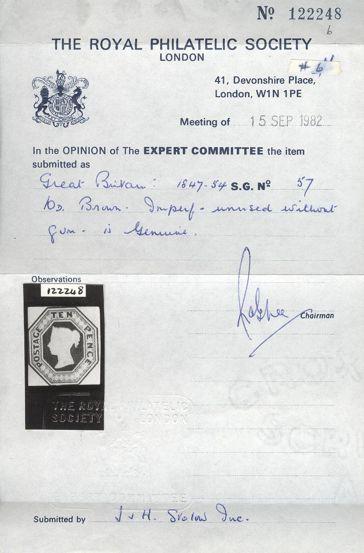 Nº 122248
6
THE ROYAL PHILATELIC SOCIETY
LONDON
# 6"
41, Devonshire Place,
London, W1N 1PE
Meeting of 15 SEP 1982
In the OPINION of The EXPERT COMMITTEE the item
submitted as
Great Britain: 1847-54 S.G. Nº 57
10d. Brown. Imperf - unused without
gum - is Genuine.
Chairman
Observations
122248
POSTAGE TEN PENCE
THE ROYAL PHILATELIC
SOCIETY LONDON
Submitted by J & H. Stolow Inc.